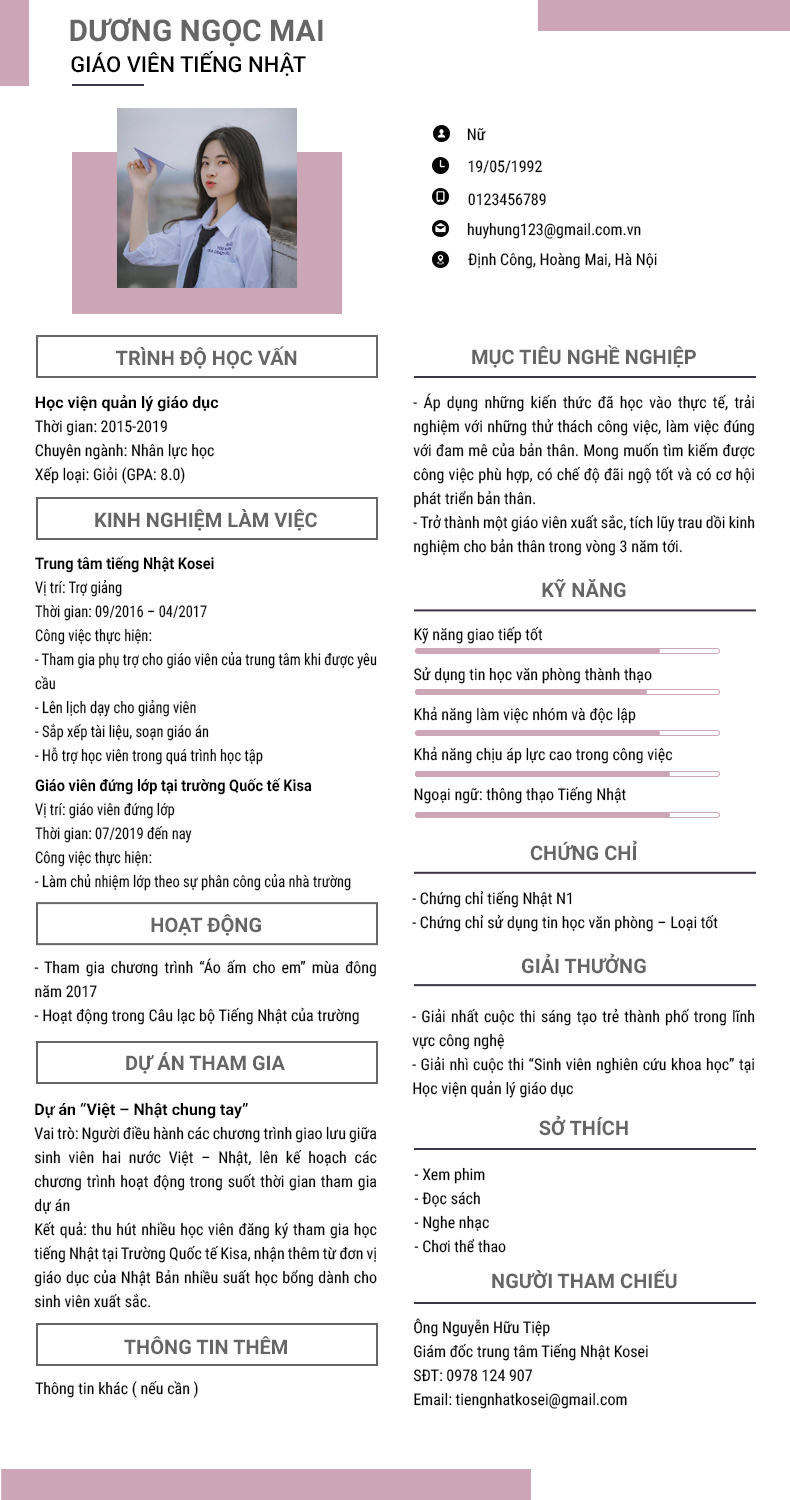 DƯƠNG NGỌC MAI
GIÁO VIÊN TIẾNG NHẬT
Nữ
19/05/1992
0123456789
huyhung123@gmail.com.vn
Định Công, Hoàng Mai, Hà Nội
TRÌNH ĐỘ HỌC VẤN
Học viện quản lý giáo dục
Thời gian: 2015-2019
Chuyên ngành: Nhân lực học
Xếp loại: Giỏi (GPA: 8.0)
KINH NGHIỆM LÀM VIỆC
Trung tâm tiếng Nhật Kosei
Vị trí: Trợ giảng
Thời gian: 09/2016 – 04/2017
Công việc thực hiện:
- Tham gia phụ trợ cho giáo viên của trung tâm khi được yêu
cầu
- Lên lịch dạy cho giảng viên
- Sắp xếp tài liệu, soạn giáo án
- Hỗ trợ học viên trong quá trình học tập
Giáo viên đứng lớp tại trường Quốc tế Kisa
Vị trí: giáo viên đứng lớp
Thời gian: 07/2019 đến nay
Công việc thực hiện:
- Làm chủ nhiệm lớp theo sự phân công của nhà trường
HOẠT ĐỘNG
- Tham gia chương trình “Áo ấm cho em” mùa đông
năm 2017
- Hoạt động trong Câu lạc bộ Tiếng Nhật của trường
DỰ ÁN THAM GIA
Dự án “Việt – Nhật chung tay”
Vai trò: Người điều hành các chương trình giao lưu giữa
sinh viên hai nước Việt – Nhật, lên kế hoạch các
chương trình hoạt động trong suốt thời gian tham gia
dự án
Kết quả: thu hút nhiều học viên đăng ký tham gia học
tiếng Nhật tại Trường Quốc tế Kisa, nhận thêm từ đơn vị
giáo dục của Nhật Bản nhiều suất học bổng dành cho
sinh viên xuất sắc.
THÔNG TIN THÊM
Thông tin khác ( nếu cần )
MỤC TIÊU NGHỀ NGHIỆP
- Áp dụng những kiến thức đã học vào thực tế, trải
nghiệm với những thử thách công việc, làm việc đúng
với đam mê của bản thân. Mong muốn tìm kiếm được
công việc phù hợp, có chế độ đãi ngộ tốt và có cơ hội
phát triển bản thân.
- Trở thành một giáo viên xuất sắc, tích lũy trau dồi kinh
nghiệm cho bản thân trong vòng 3 năm tới.
KỸ NĂNG
Kỹ năng giao tiếp tốt
Sử dụng tin học văn phòng thành thạo
Khả năng làm việc nhóm và độc lập
Khả năng chịu áp lực cao trong công việc
Ngoại ngữ: thông thạo Tiếng Nhật
CHỨNG CHỈ
- Chứng chỉ tiếng Nhật N1
- Chứng chỉ sử dụng tin học văn phòng – Loại tốt
GIẢI THƯỞNG
- Giải nhất cuộc thi sáng tạo trẻ thành phố trong lĩnh
vực công nghệ
- Giải nhì cuộc thi “Sinh viên nghiên cứu khoa học” tại
Học viện quản lý giáo dục
SỞ THÍCH
- Xem phim
- Đọc sách
- Nghe nhạc
- Chơi thể thao
NGƯỜI THAM CHIẾU
Ông Nguyễn Hữu Tiệp
Giám đốc trung tâm Tiếng Nhật Kosei
SĐT: 0978 124 907
Email: tiengnhatkosei@gmail.com